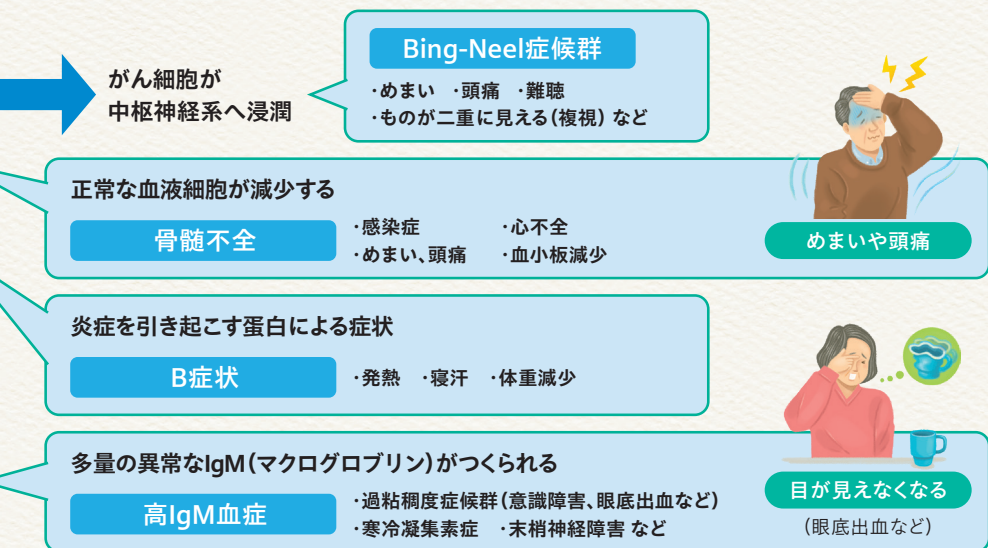 がん細胞が
中枢神経系へ浸潤
Bing-Neel症候群
・めまい ・頭痛 ・難聴
・ものが二重に見える（複視）など
正常な血液細胞が減少する
骨髄不全
・感染症 ・心不全
・めまい、頭痛 ・血小板減少
めまいや頭痛
炎症を引き起こす蛋白による症状
B症状
・発熱 ・寝汗 ・体重減少
多量の異常なIgM（マクログロブリン）がつくられる
高IgM血症
・過粘稠度症候群（意識障害、眼底出血など）
・寒冷凝集素症 ・末梢神経障害 など
目が見えなくなる
（眼底出血など）